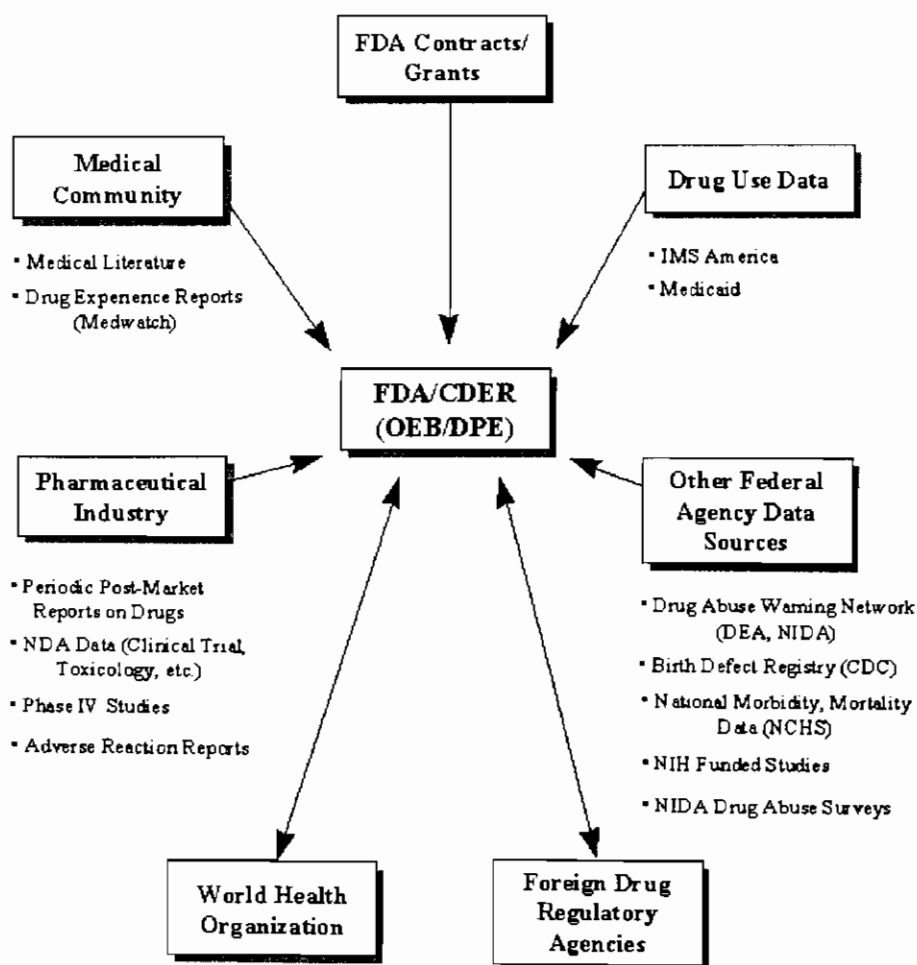 FDA Contracts/
Grants
Medical
Community
▪ Medical Literature
▪ Drug Experience Reports
(Medwatch)
Drug Use Data
▪ IMS America
▪ Medicaid
FDA/CDER
(OEB/DPE)
Pharmaceutical
Industry
▪ Periodic Post-Market
Reports on Drugs
▪ NDA Data (Clinical Trial,
Toxicology, etc.)
▪ Phase IV Studies
▪ Adverse Reaction Reports
Other Federal
Agency Data
Sources
▪ Drug Abuse Warning Network
(DEA, NIDA)
▪ Birth Defect Registry (CDC)
▪ National Morbidity, Mortality
Data (NCHS)
▪ NIH Funded Studies
▪ NIDA Drug Abuse Surveys
World Health
Organization
Foreign Drug
Regulatory
Agencies